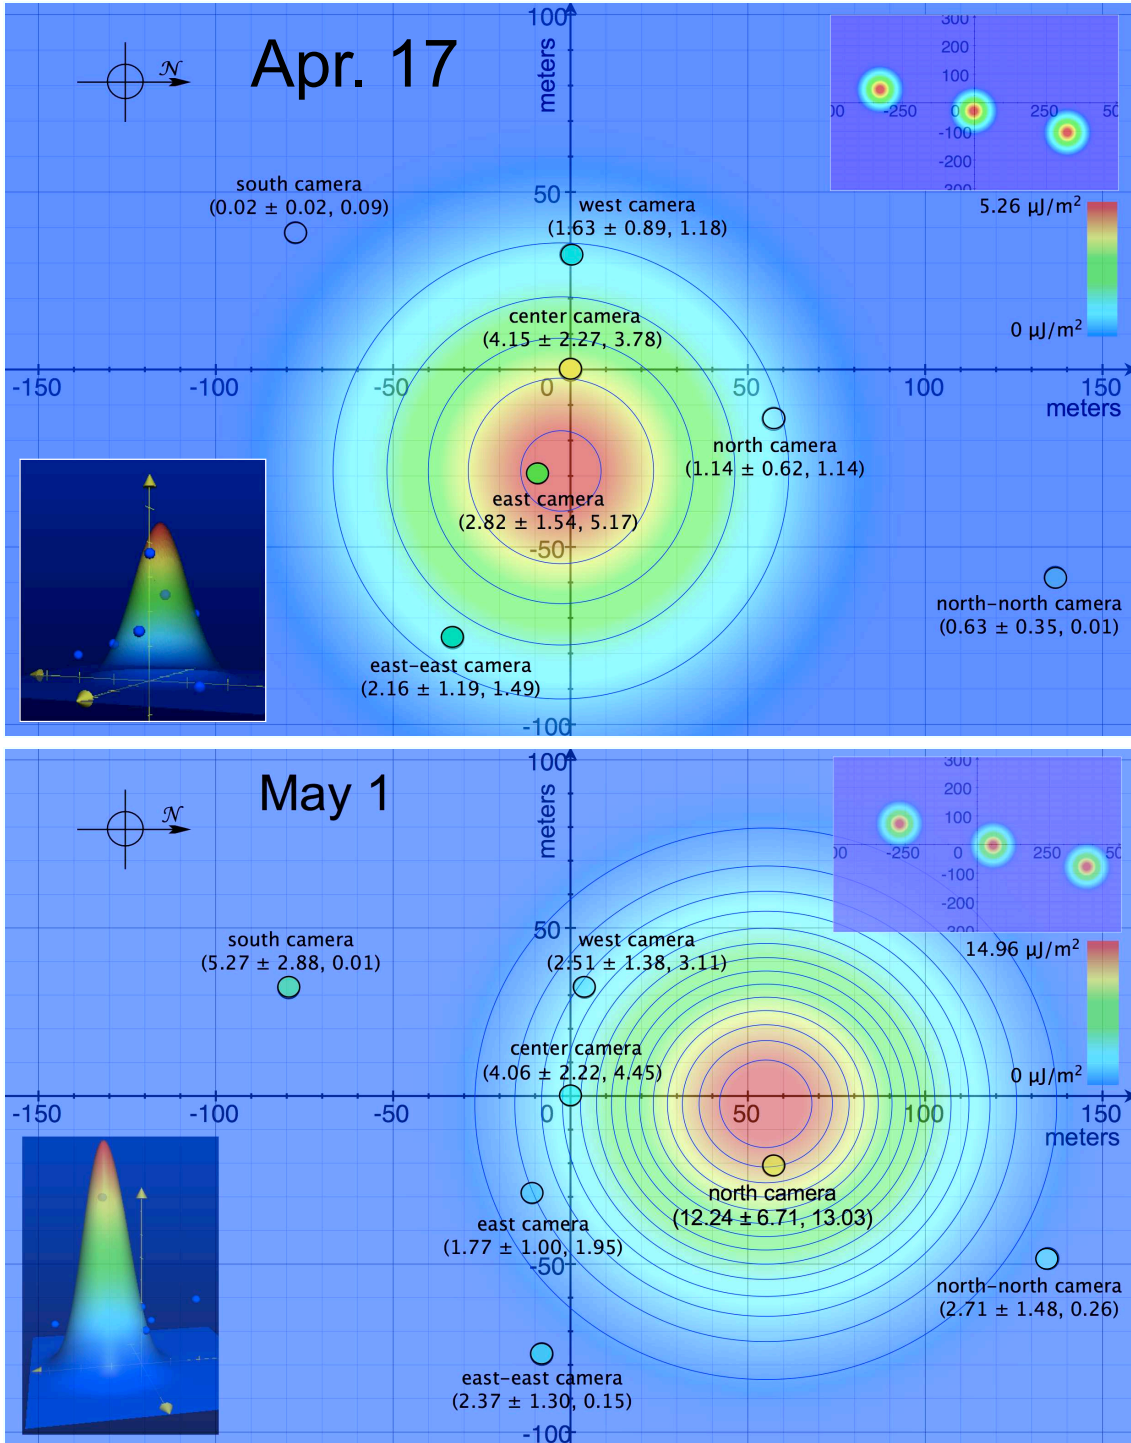 Apr. 17
N
100
meters
50
-50
-100
-150
-100
-50
0
50
100
150
meters
south camera
(0.02 ± 0.02, 0.09)
west camera
(1.63 ± 0.89, 1.18)
center camera
(4.15 ± 2.27, 3.78)
north camera
(1.14 ± 0.62, 1.14)
east camera
(2.82 ± 1.54, 5.17)
north-north camera
(0.63 ± 0.35, 0.01)
east-east camera
(2.16 ± 1.19, 1.49)
300
200
100
00
-250
0
250
50
-100
-200
-300
5.26 µJ/m²
0 µJ/m²
May 1
N
100
meters
50
-50
-100
-150
-100
-50
0
50
100
150
meters
south camera
(5.27 ± 2.88, 0.01)
west camera
(2.51 ± 1.38, 3.11)
center camera
(4.06 ± 2.22, 4.45)
north camera
(12.24 ± 6.71, 13.03)
east camera
(1.77 ± 1.00, 1.95)
north-north camera
(2.71 ± 1.48, 0.26)
east-east camera
(2.37 ± 1.30, 0.15)
300
200
100
00
-250
0
250
50
-100
-200
-300
14.96 µJ/m²
0 µJ/m²